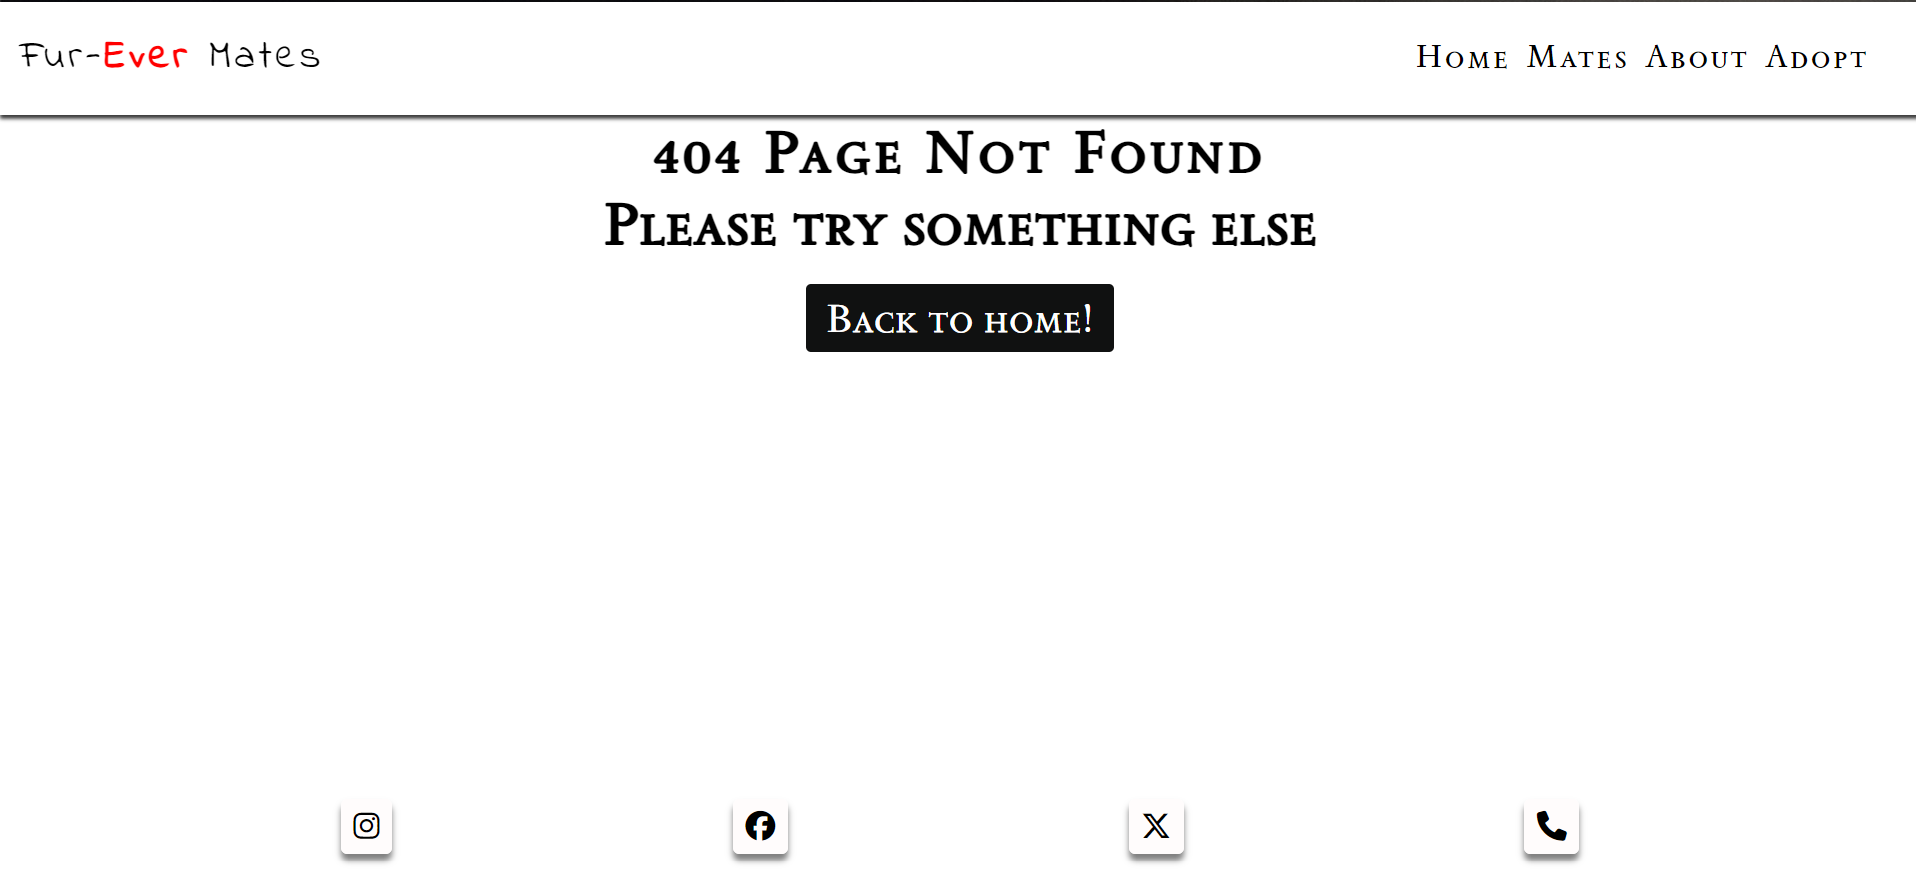 Fur-Ever Mates
Home Mates About Adopt
404 Page Not Found
Please try something else
Back to home!